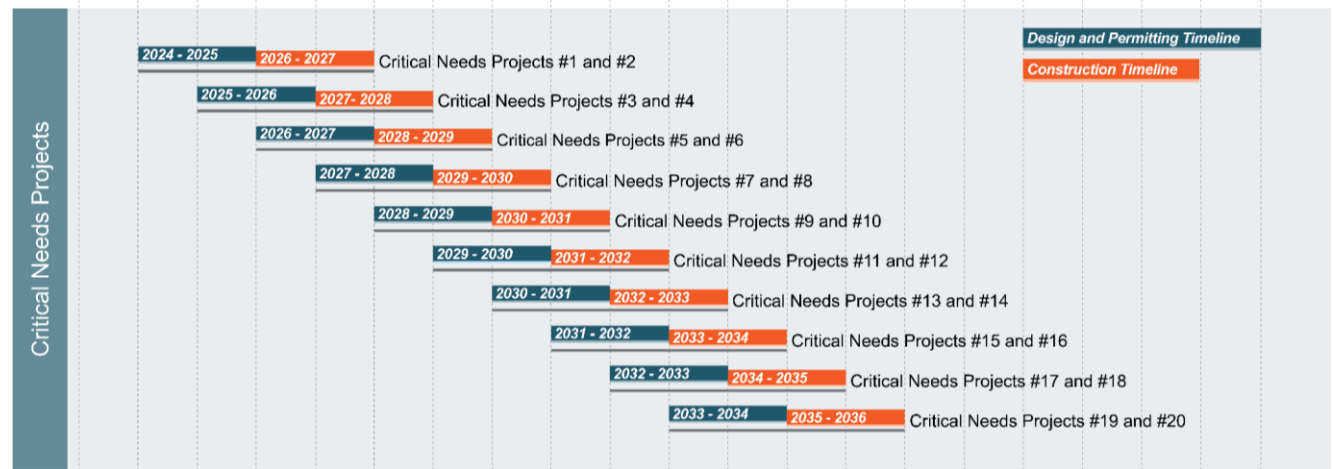 Critical Needs Projects
Design and Permitting Timeline
Construction Timeline
2024 - 2025 2026 - 2027 Critical Needs Projects #1 and #2
2025 - 2026 2027- 2028 Critical Needs Projects #3 and #4
2026 - 2027 2028 - 2029 Critical Needs Projects #5 and #6
2027 - 2028 2029 - 2030 Critical Needs Projects #7 and #8
2028 - 2029 2030 - 2031 Critical Needs Projects #9 and #10
2029 - 2030 2031 - 2032 Critical Needs Projects #11 and #12
2030 - 2031 2032 - 2033 Critical Needs Projects #13 and #14
2031 - 2032 2033 - 2034 Critical Needs Projects #15 and #16
2032 - 2033 2034 - 2035 Critical Needs Projects #17 and #18
2033 - 2034 2035 - 2036 Critical Needs Projects #19 and #20